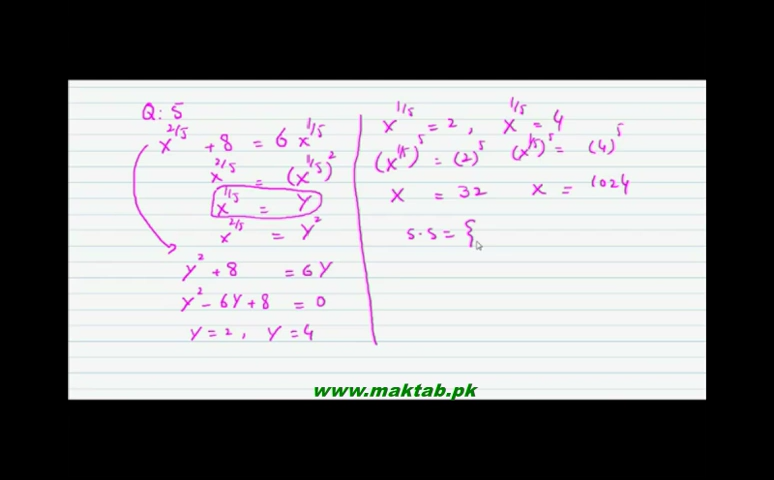 Q: 5
x^2/5 + 8 = 6 x^1/5
x^2/5 = (x^1/5)^2
x^1/5 = y
x^2/5 = y^2
y^2 + 8 = 6y
y^2 - 6y + 8 = 0
y = 2, y = 4
x^1/5 = 2, x^1/5 = 4
(x^1/5)^5 = (2)^5 (x^1/5)^5 = (4)^5
x = 32 x = 1024
S.S = {
www.maktab.pk